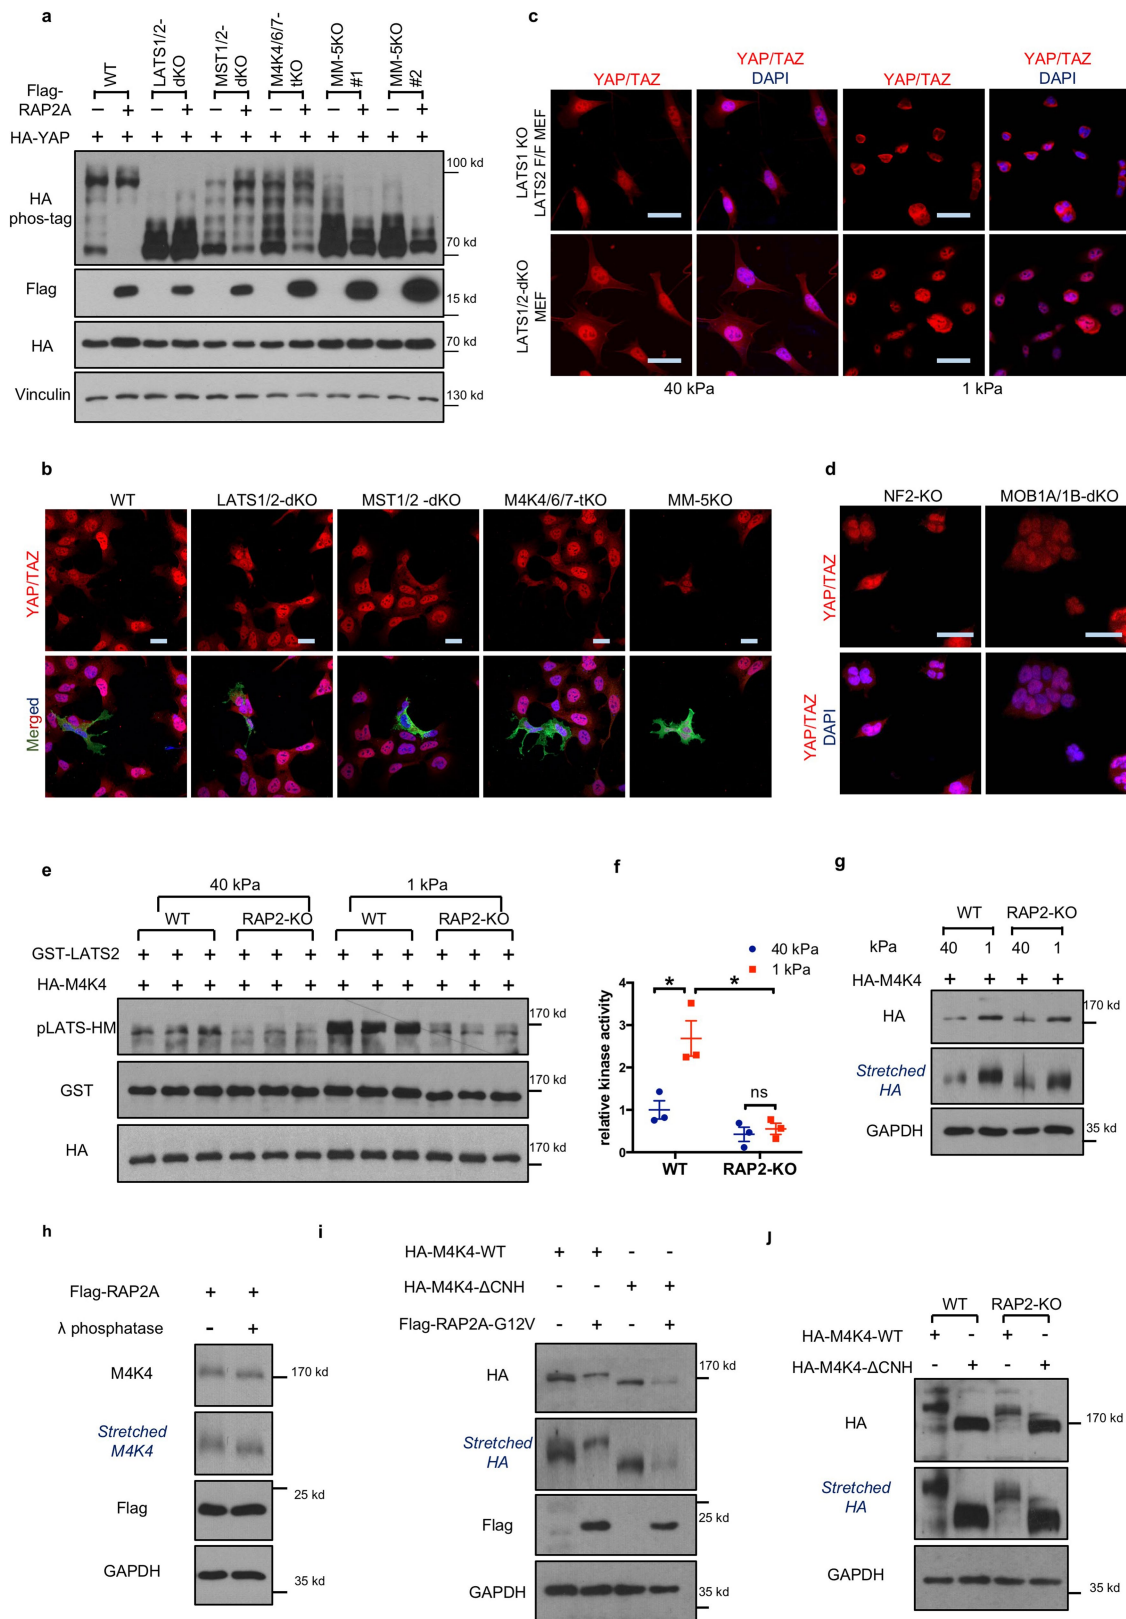 a
WT
LATS1/2-
dKO
MST1/2-
dKO
M4K4/6/7-
tKO
MM-5KO
#1
MM-5KO
#2
Flag-
RAP2A
− + − + − + − + − + − +
HA-YAP + + + + + + + + + + + +
HA
phos-tag
100 kd
70 kd
Flag
15 kd
HA
70 kd
Vinculin
130 kd
c
YAP/TAZ
YAP/TAZ
DAPI
YAP/TAZ
YAP/TAZ
DAPI
LATS1 KO
LATS2 F/F MEF
LATS1/2-dKO
MEF
40 kPa
1 kPa
b
WT
LATS1/2-dKO
MST1/2 -dKO
M4K4/6/7-tKO
MM-5KO
YAP/TAZ
Merged
d
NF2-KO
MOB1A/1B-dKO
YAP/TAZ
YAP/TAZ
DAPI
e
40 kPa
1 kPa
WT
RAP2-KO
WT
RAP2-KO
GST-LATS2 + + + + + + + + + + + +
HA-M4K4 + + + + + + + + + + + +
pLATS-HM
170 kd
GST
170 kd
HA
170 kd
f
40 kPa
1 kPa
relative kinase activity
4
3
2
1
0
*
*
ns
WT
RAP2-KO
g
WT
RAP2-KO
kPa 40 1 40 1
HA-M4K4 + + + +
HA
170 kd
Stretched
HA
GAPDH
35 kd
h
Flag-RAP2A + +
λ phosphatase - +
M4K4
170 kd
Stretched
M4K4
Flag
25 kd
GAPDH
35 kd
i
HA-M4K4-WT + + - -
HA-M4K4-ΔCNH - - + +
Flag-RAP2A-G12V - + - +
HA
170 kd
Stretched
HA
Flag
25 kd
GAPDH
35 kd
j
WT
RAP2-KO
HA-M4K4-WT + - + -
HA-M4K4-ΔCNH - + - +
HA
170 kd
Stretched
HA
GAPDH
35 kd